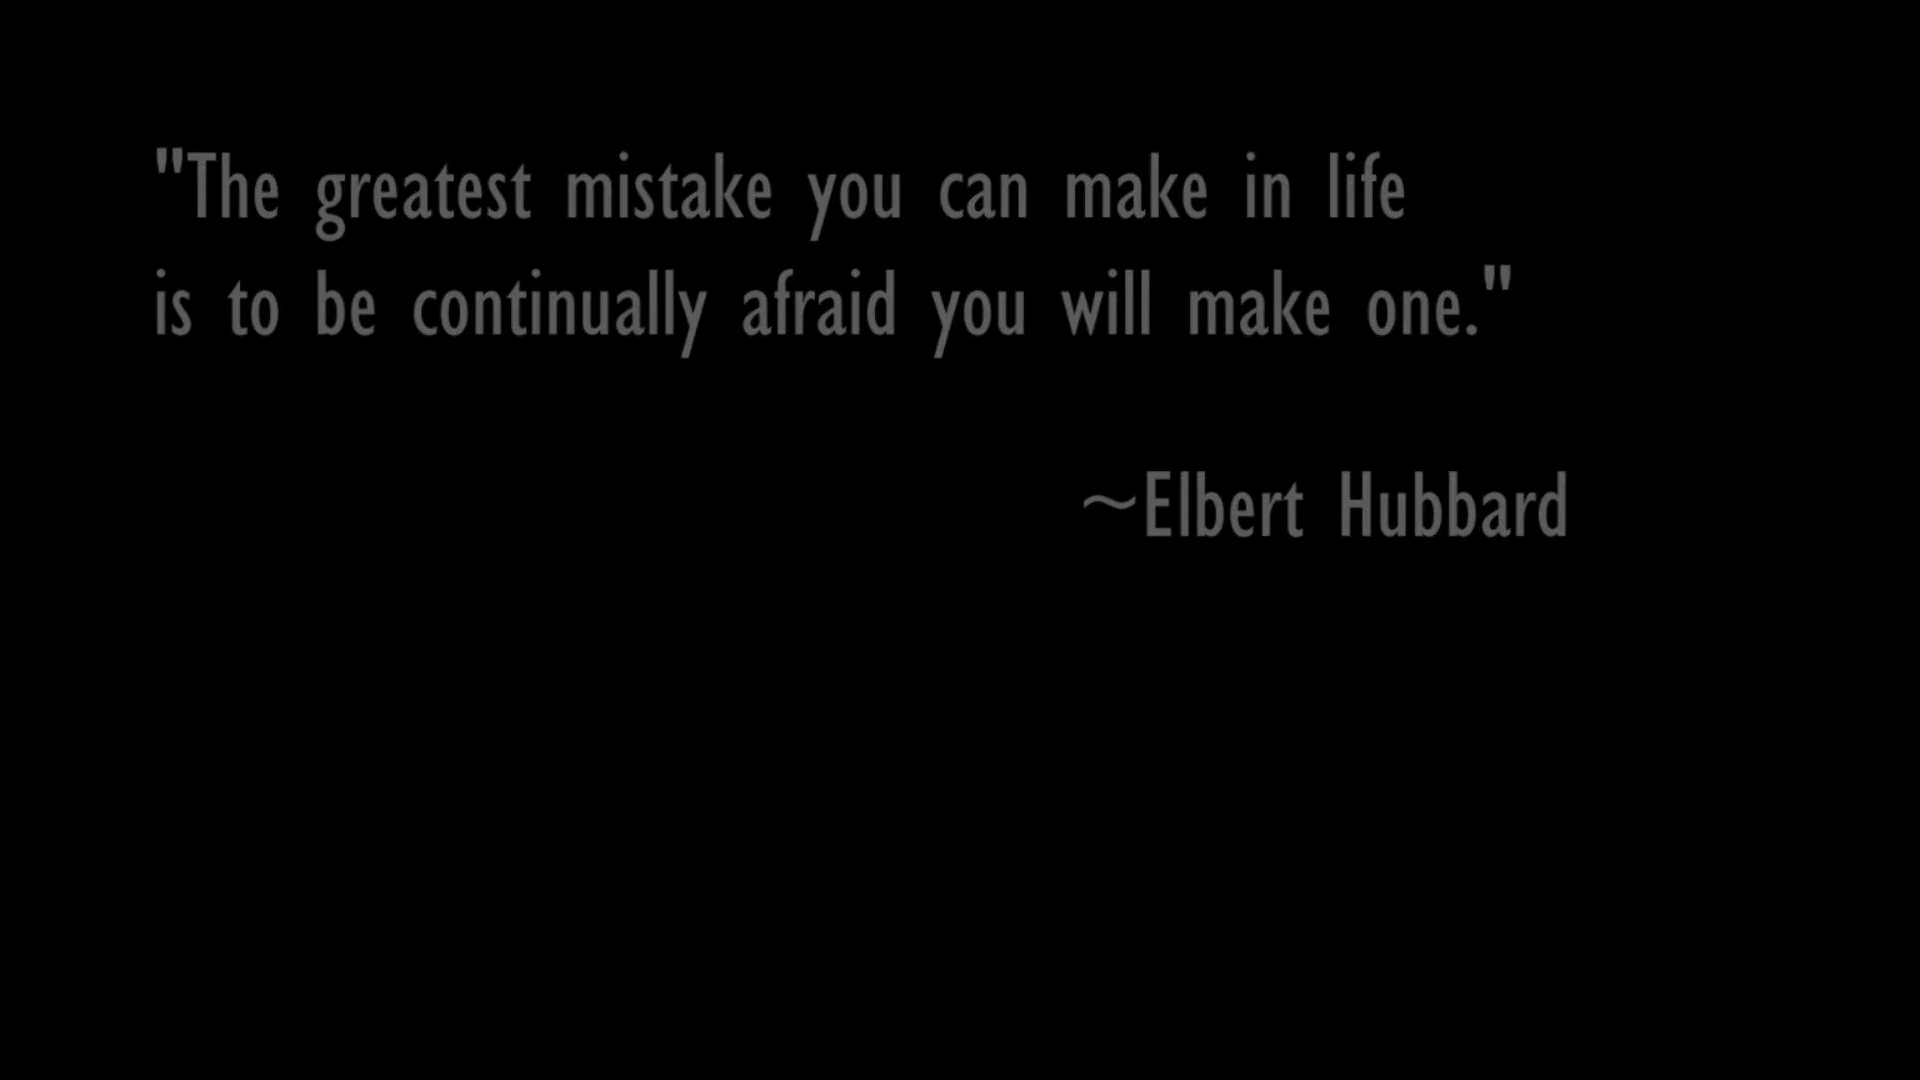 "The greatest mistake you can make in life
is to be continually afraid you will make one."
~Elbert Hubbard